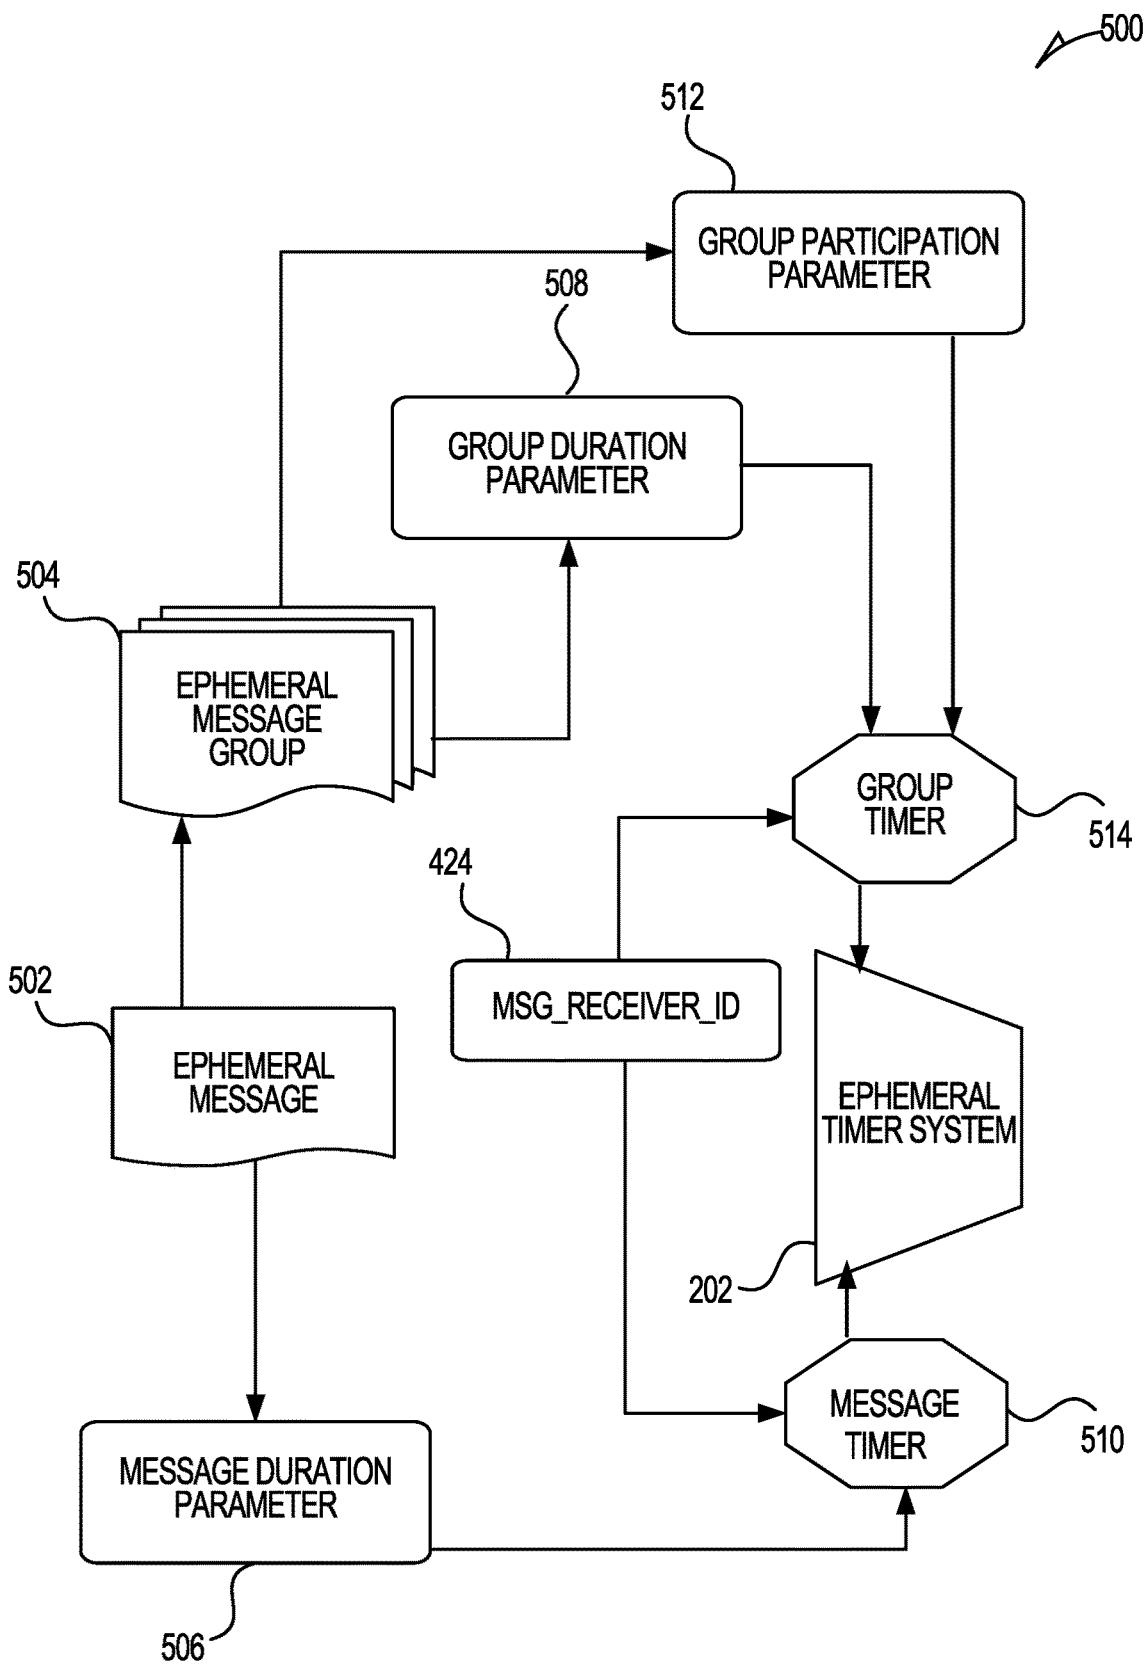 500
512
GROUP PARTICIPATION
PARAMETER
508
GROUP DURATION
PARAMETER
504
EPHEMERAL
MESSAGE
GROUP
GROUP
TIMER
514
424
MSG_RECEIVER_ID
502
EPHEMERAL
MESSAGE
EPHEMERAL
TIMER SYSTEM
202
MESSAGE
TIMER
510
MESSAGE DURATION
PARAMETER
506